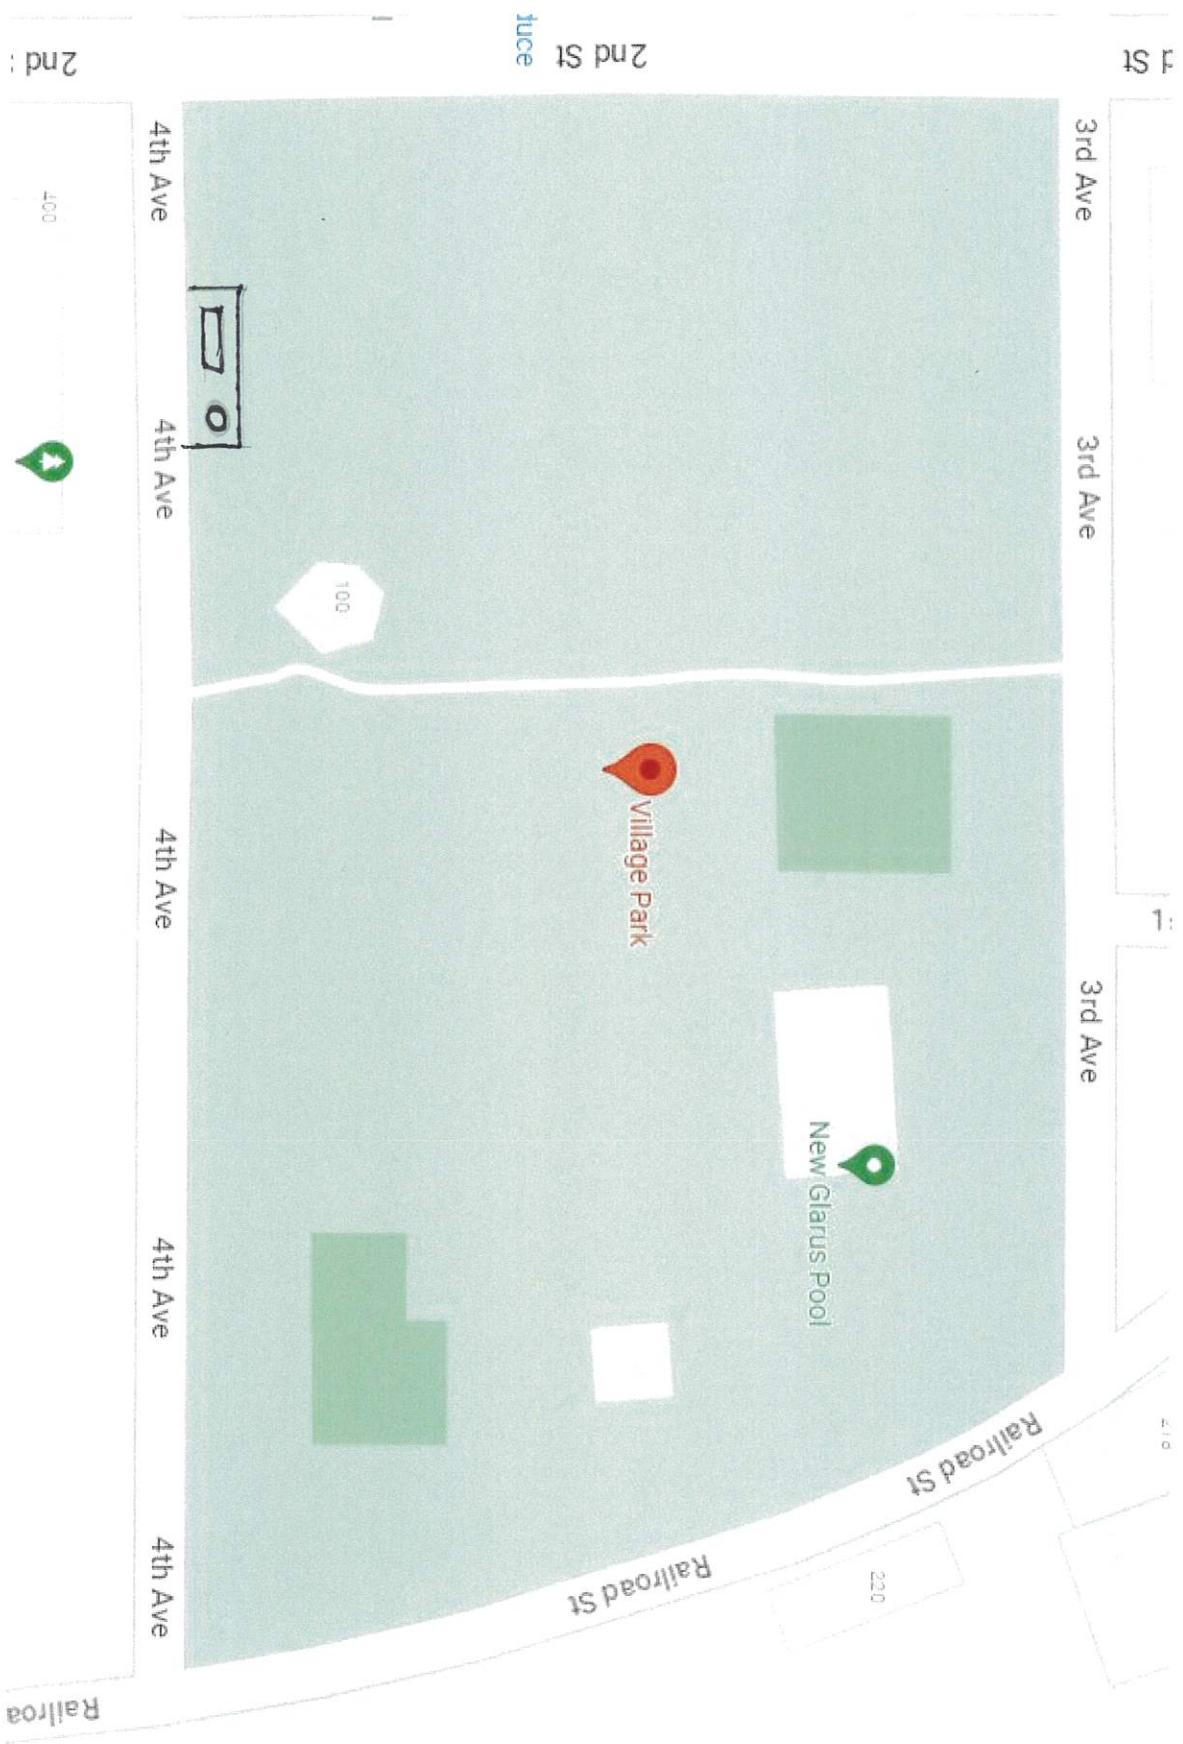 2nd
2nd St
St
4th Ave
3rd Ave
400
4th Ave
3rd Ave
100
Village Park
4th Ave
1
3rd Ave
New Glarus Pool
4th Ave
Railroad St
Railroad St
220
4th Ave
Railroa